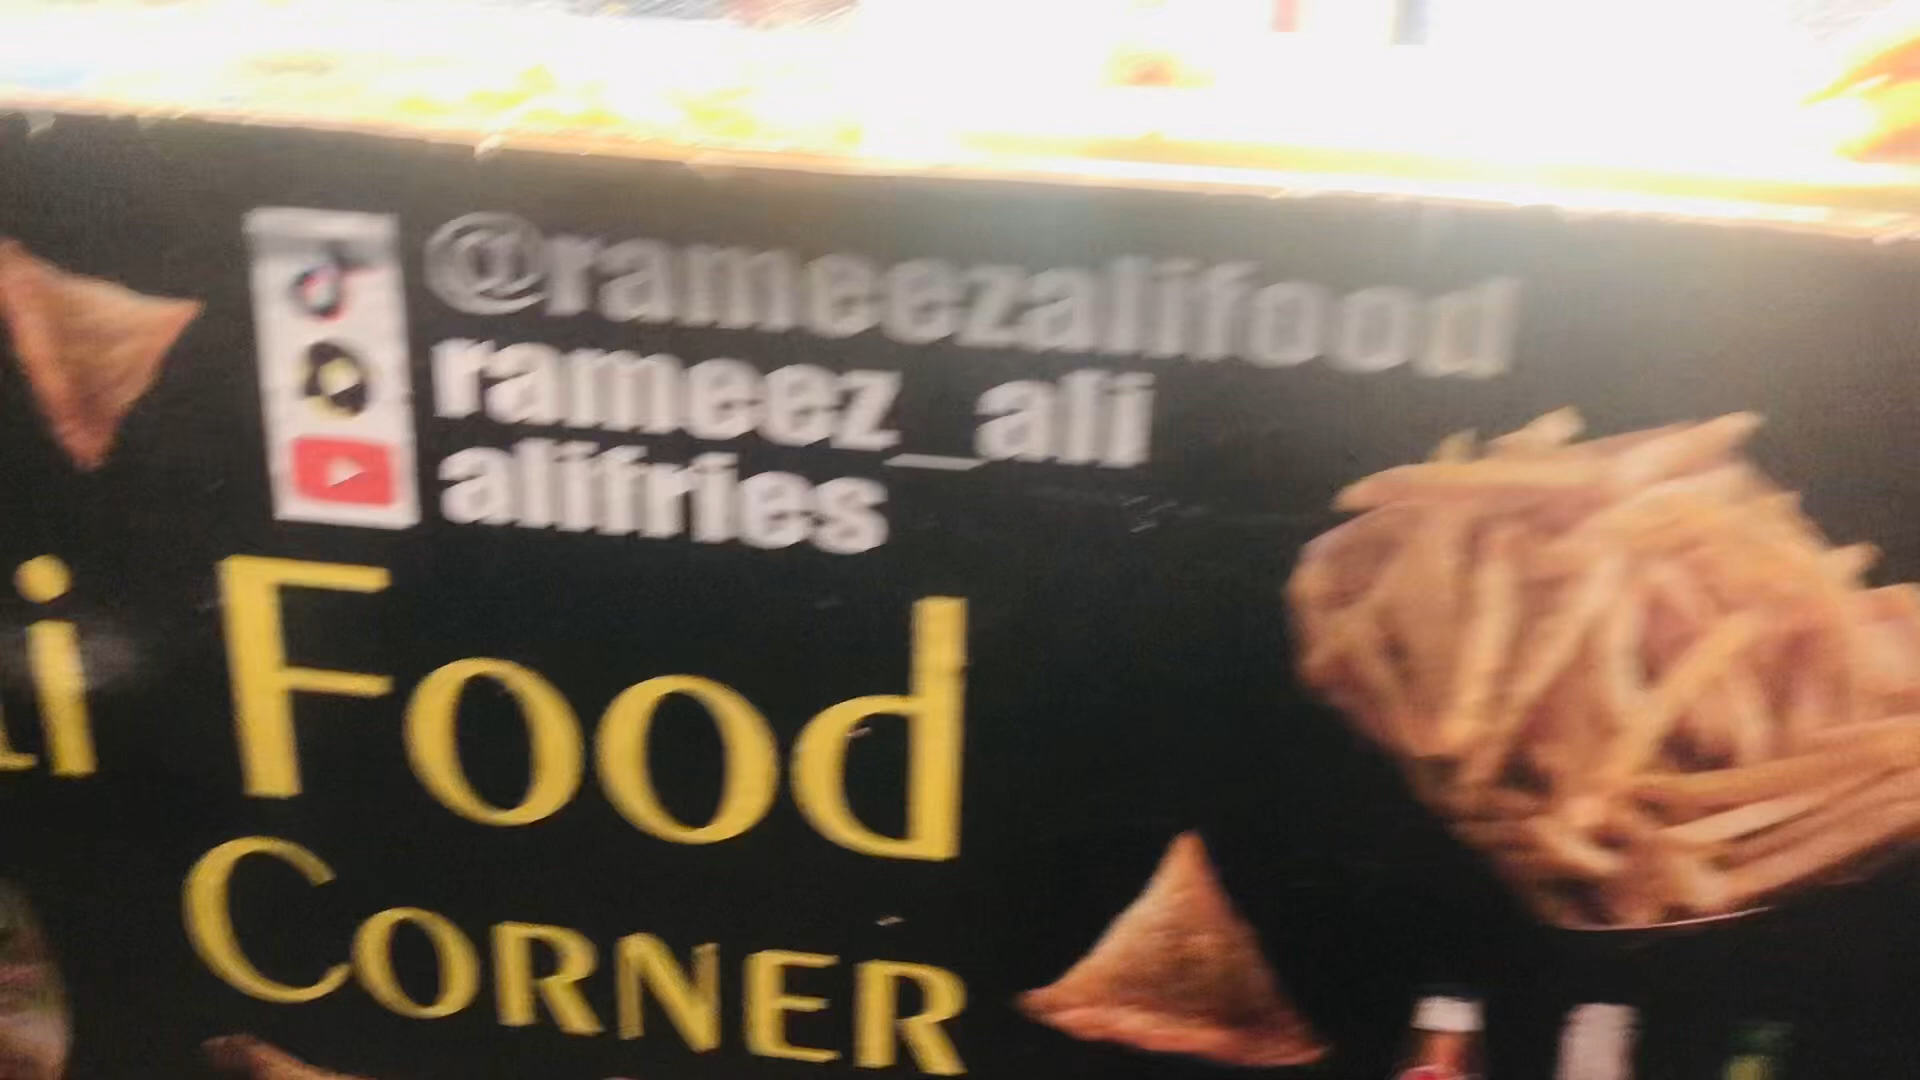 @rameezalifood
rameez_ali
alifries
i Food
Corner